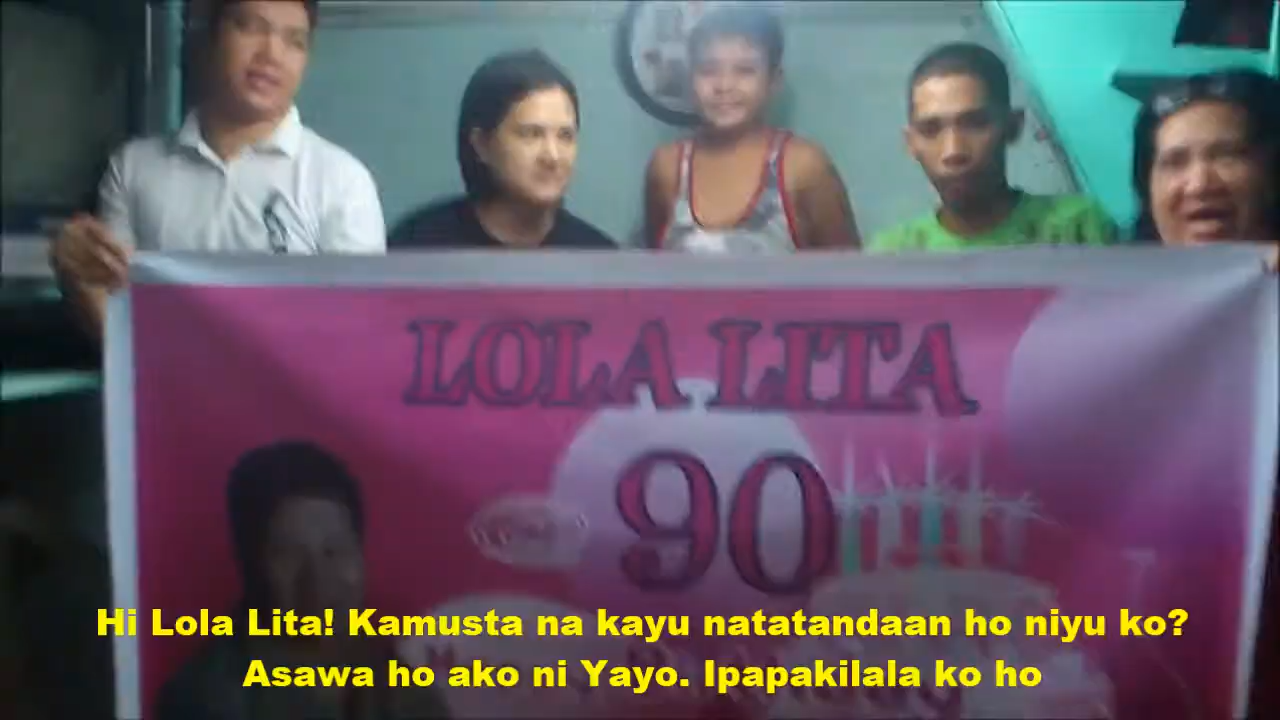 LOLA LITA
90
Hi Lola Lita! Kamusta na kayu natatandaan ho niyu ko?
Asawa ho ako ni Yayo. Ipapakilala ko ho